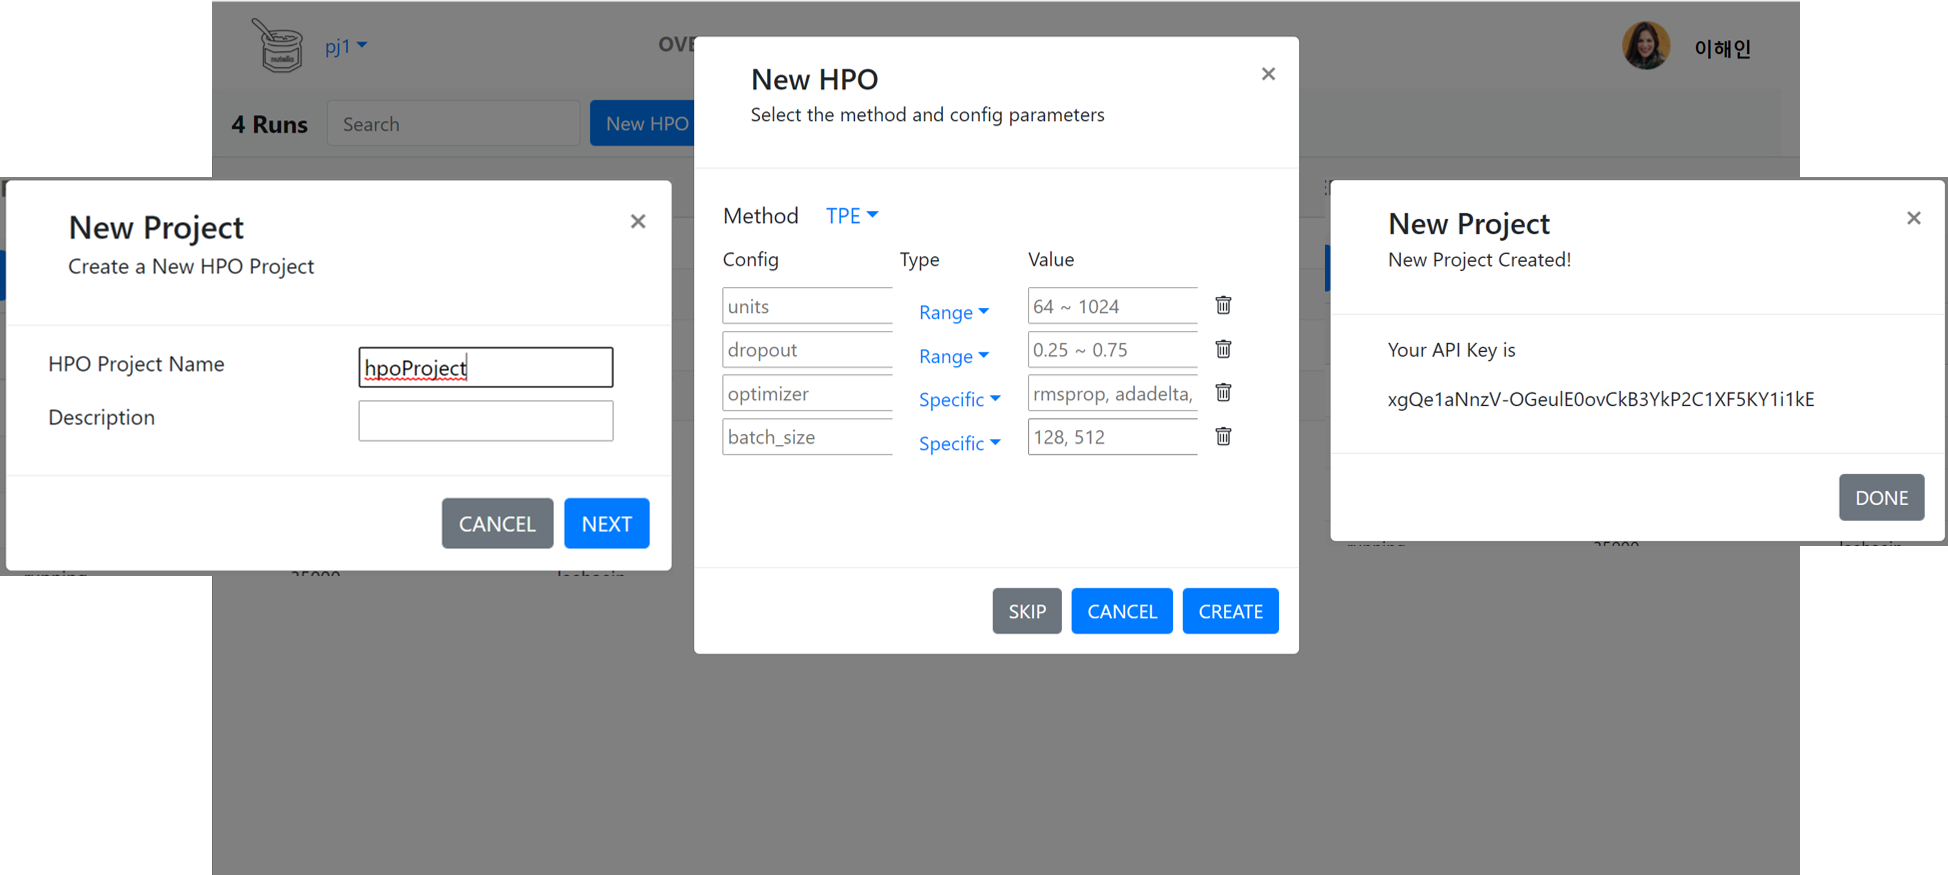 nutella
pj1
OVE
이해인
4 Runs
Search
New HPO
New Project
Create a New HPO Project
HPO Project Name
hpoProject
Description
CANCEL
NEXT
New HPO
Select the method and config parameters
Method
TPE
Config
Type
Value
units
Range
64 ~ 1024
dropout
Range
0.25 ~ 0.75
optimizer
Specific
rmsprop, adadelta,
batch_size
Specific
128, 512
SKIP
CANCEL
CREATE
New Project
New Project Created!
Your API Key is
xgQe1aNnzV-OGeulE0ovCkB3YkP2C1XF5KY1i1kE
DONE